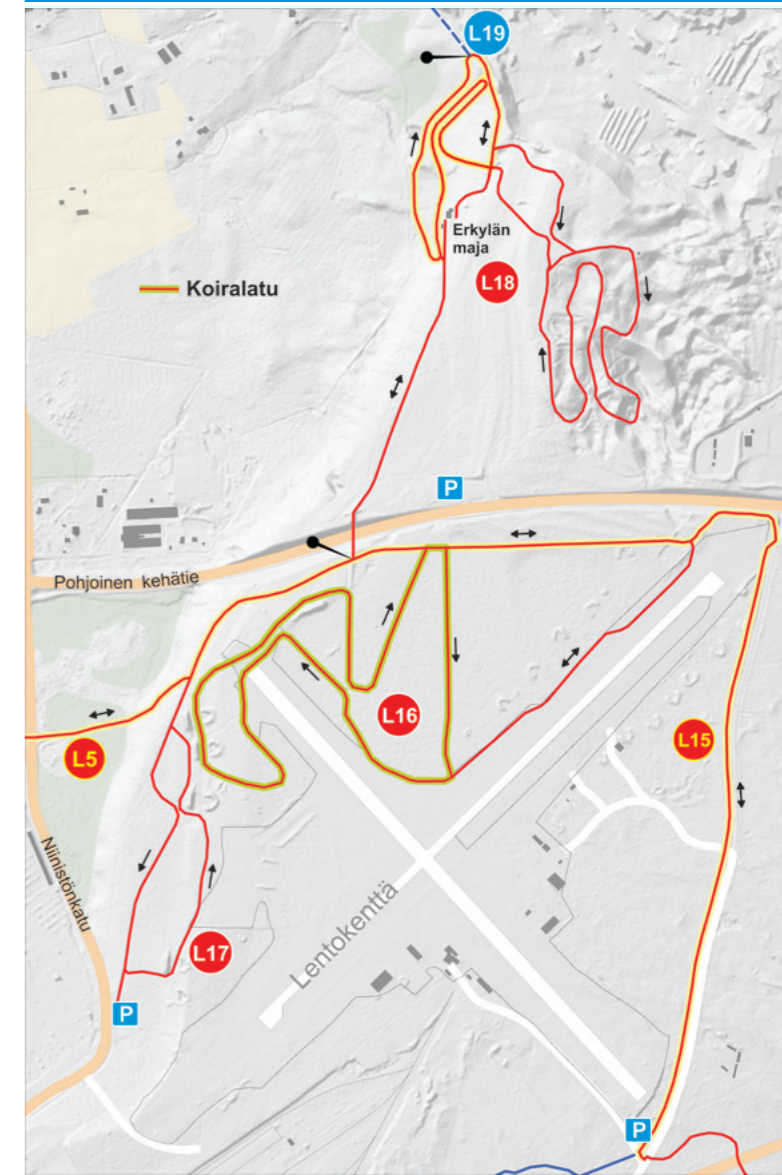 L19
Erkylän
maja
L18
Koiralatu
P
Pohjoinen kehätie
L16
L15
L5
Niinistönkatu
Lentokenttä
L17
P
P